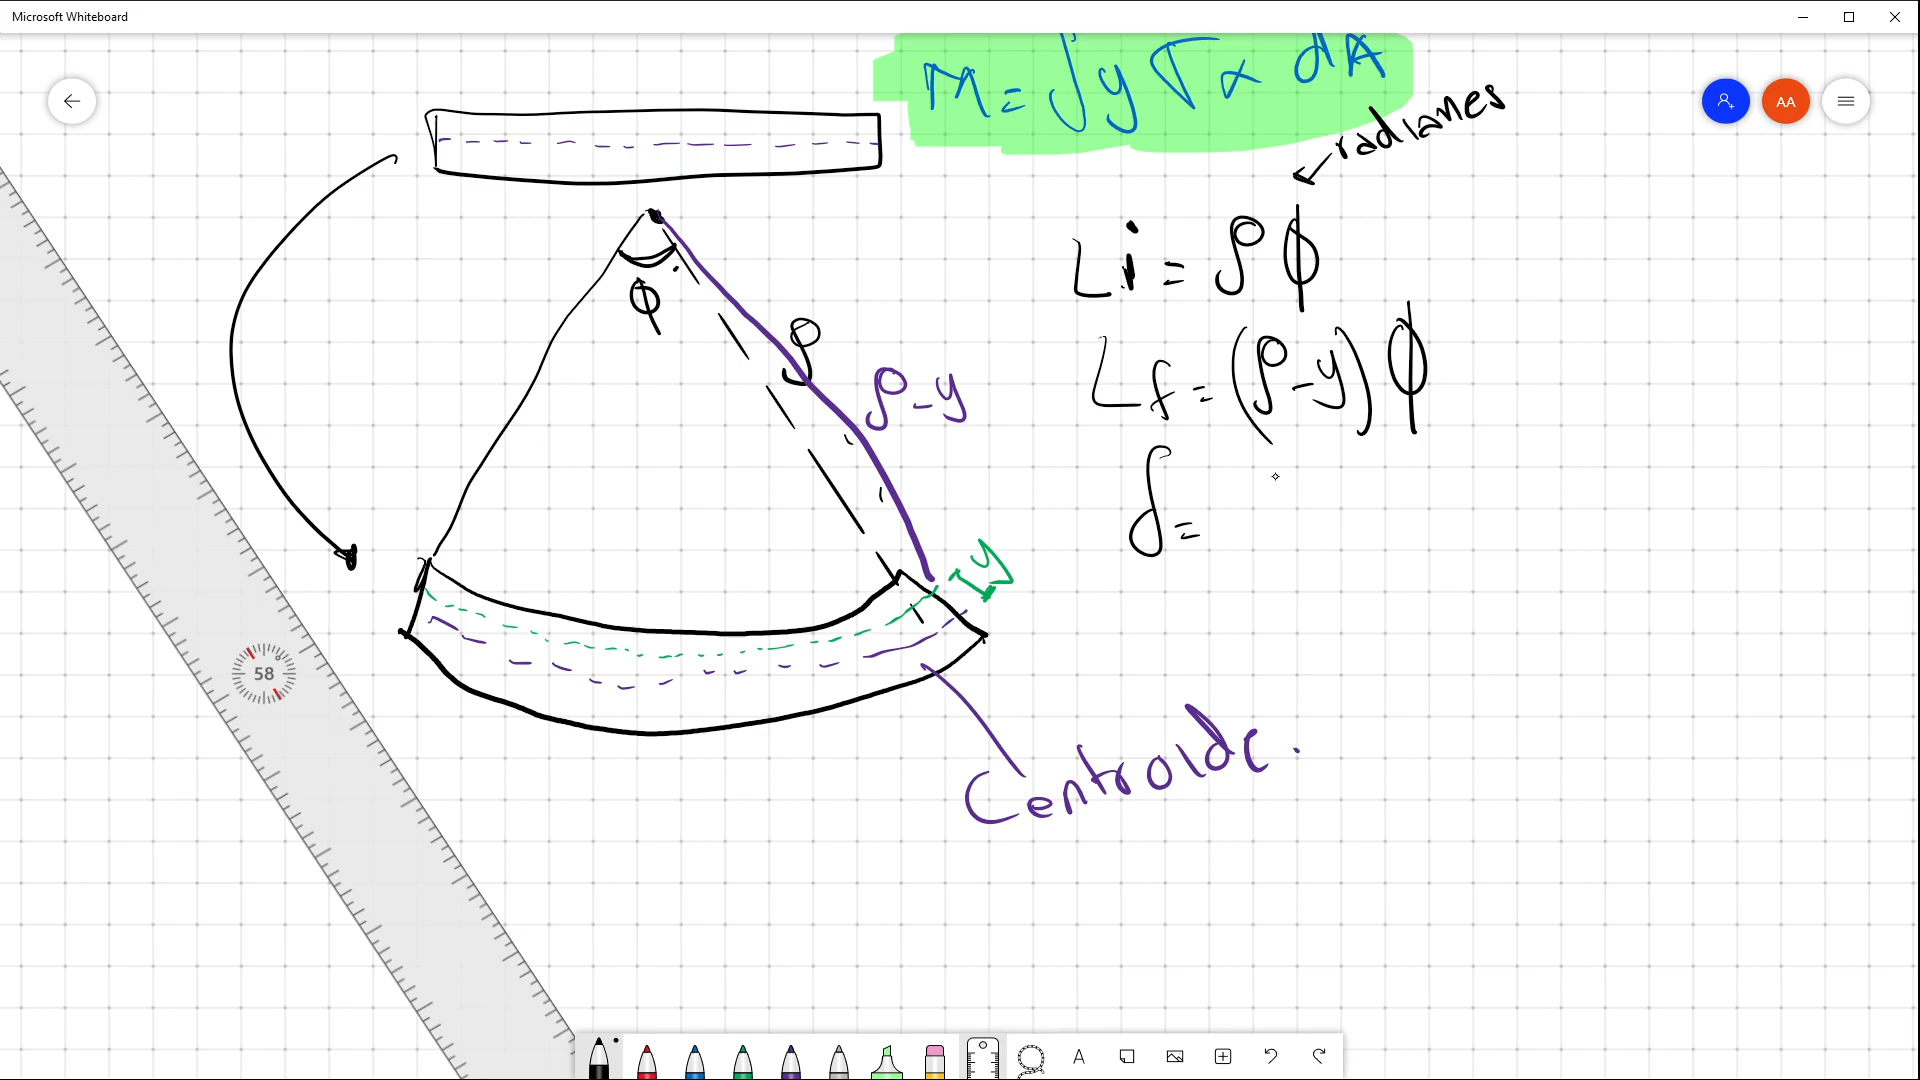 Microsoft Whiteboard
M = ∫ y σx dA
radianes
AA
Li = ρ ϕ
ϕ
ρ
Lf = (ρ - y) ϕ
ρ - y
δ =
y
58
Centroide.
A